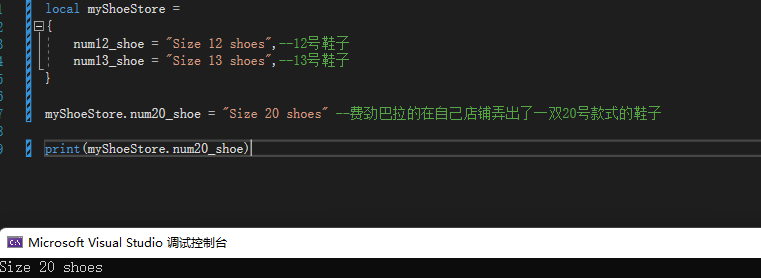 1 local myShoeStore =
2 {
3 num12_shoe = "Size 12 shoes",--12号鞋子
4 num13_shoe = "Size 13 shoes",--13号鞋子
5 }
6
7 myShoeStore.num20_shoe = "Size 20 shoes" --费劲巴拉的在自己店铺弄出了一双20号款式的鞋子
8
9 print(myShoeStore.num20_shoe)
C:\ Microsoft Visual Studio 调试控制台
Size 20 shoes